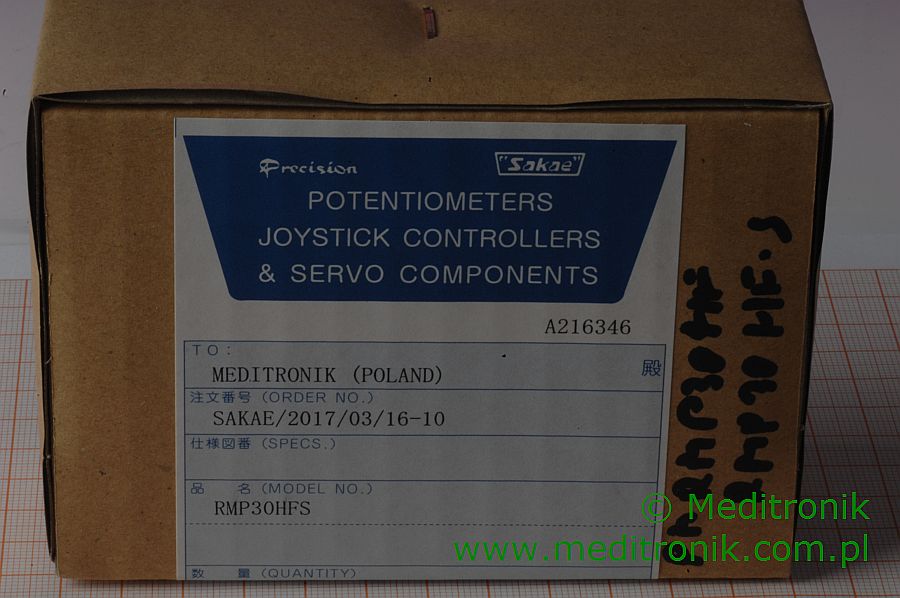 Precision "Sakae"
POTENTIOMETERS
JOYSTICK CONTROLLERS
& SERVO COMPONENTS
A216346
TO:
MEDITRONIK (POLAND) 殿
注文番号 (ORDER NO.)
SAKAE/2017/03/16-10
仕様図番 (SPECS.)
品 名 (MODEL NO.)
RMP30HFS
数 量 (QUANTITY)
© Meditronik
www.meditronik.com.pl